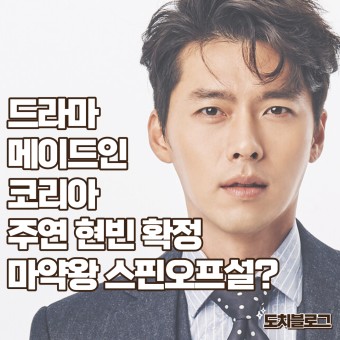 드라마
메이드인
코리아
주연 현빈 확정
마약왕 스핀오프설?
도치블로그